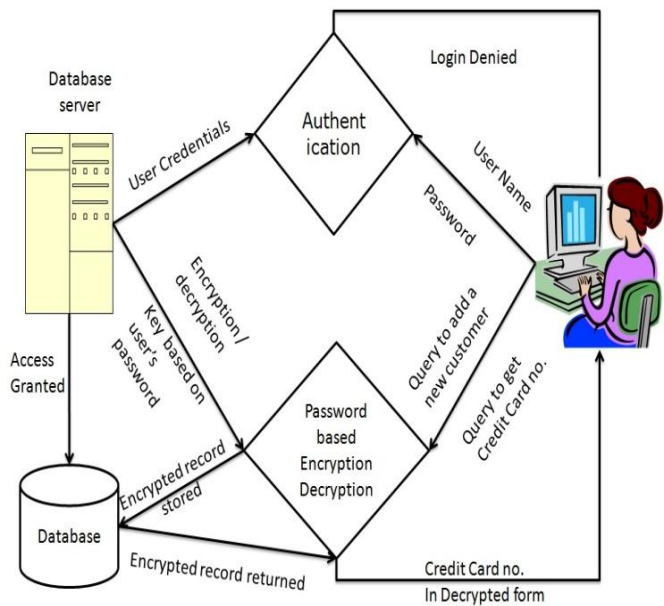 Database
server
Login Denied
Authent
ication
User Credentials
User Name
Password
Encryption/
decryption
Key based on
user's
password
Query to add a
new customer
Query to get
Credit Card no.
Access
Granted
Password
based
Encryption
Decryption
Encrypted record
stored
Database
Encrypted record returned
Credit Card no.
In Decrypted form